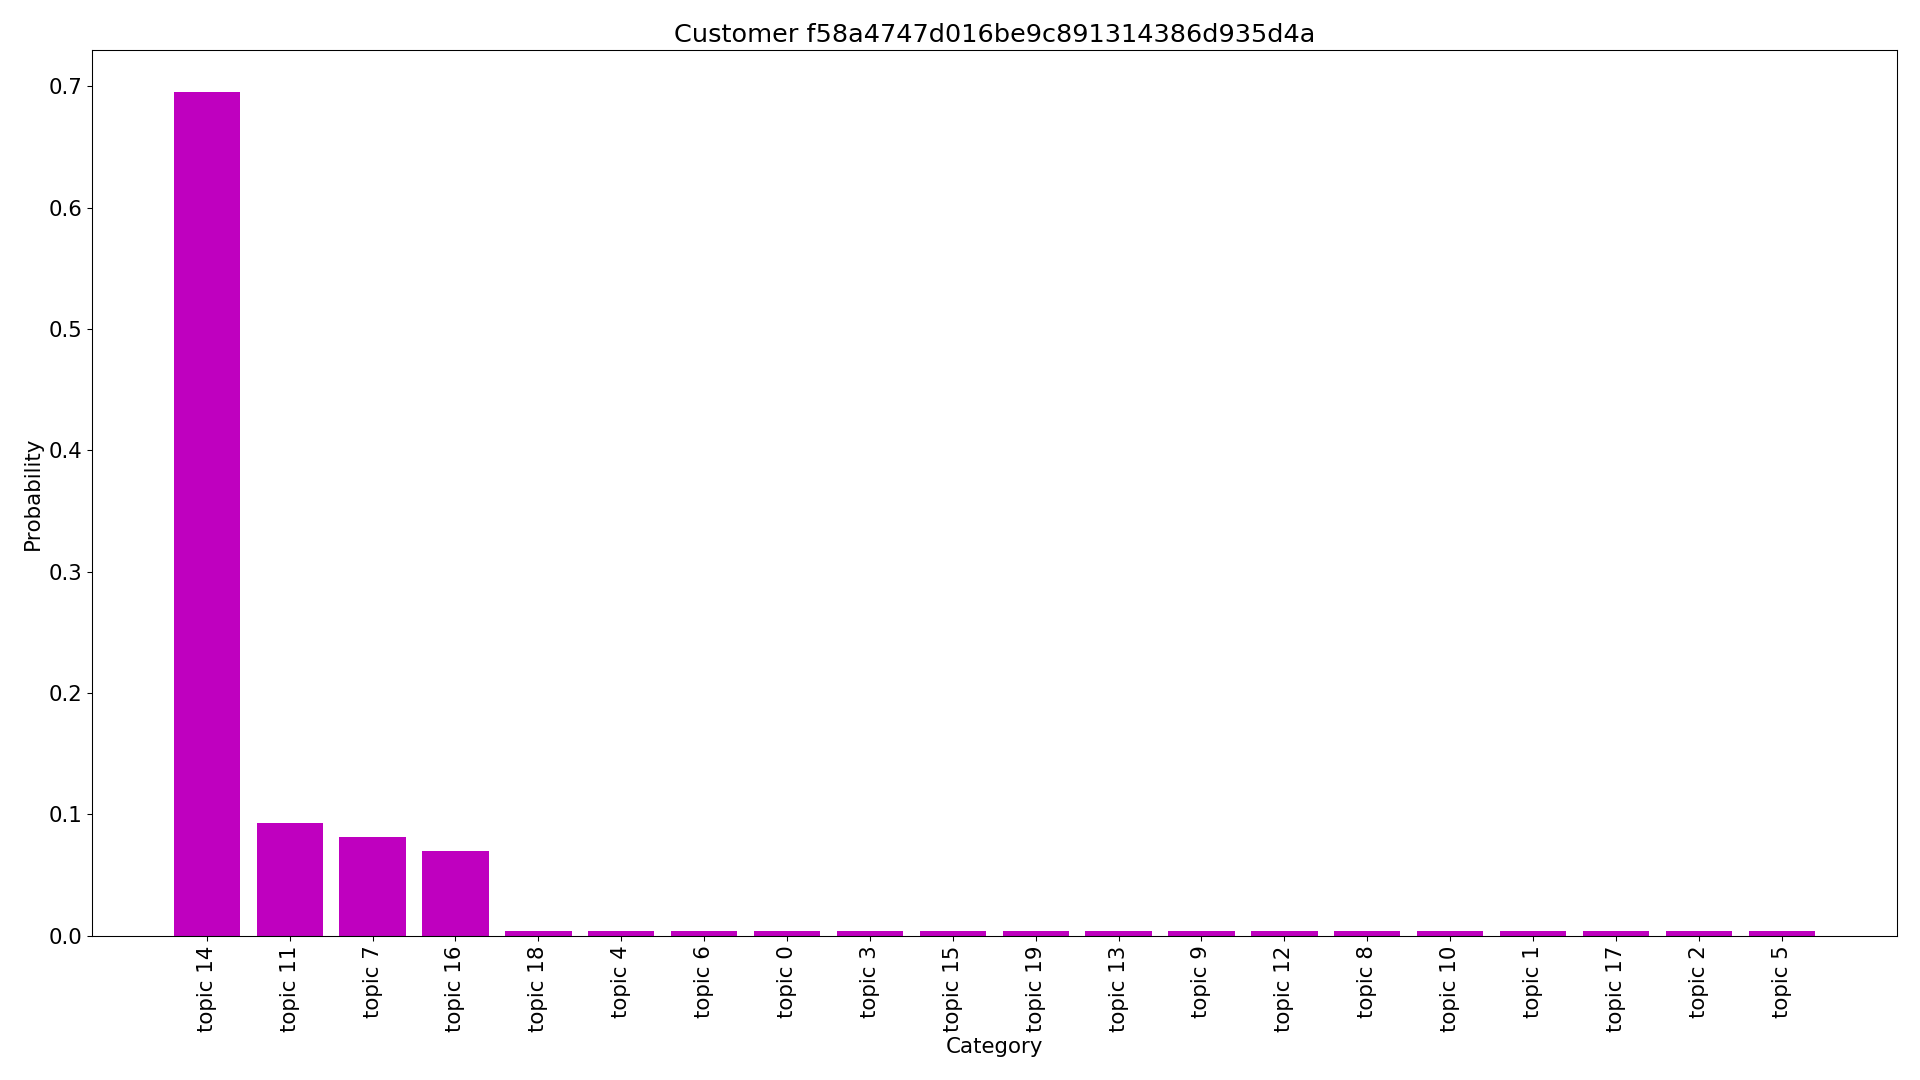 Customer f58a4747d016be9c891314386d935d4a
Probability
0.7
0.6
0.5
0.4
0.3
0.2
0.1
0.0
topic 14
topic 11
topic 7
topic 16
topic 18
topic 4
topic 6
topic 0
topic 3
topic 15
topic 19
topic 13
topic 9
topic 12
topic 8
topic 10
topic 1
topic 17
topic 2
topic 5
Category